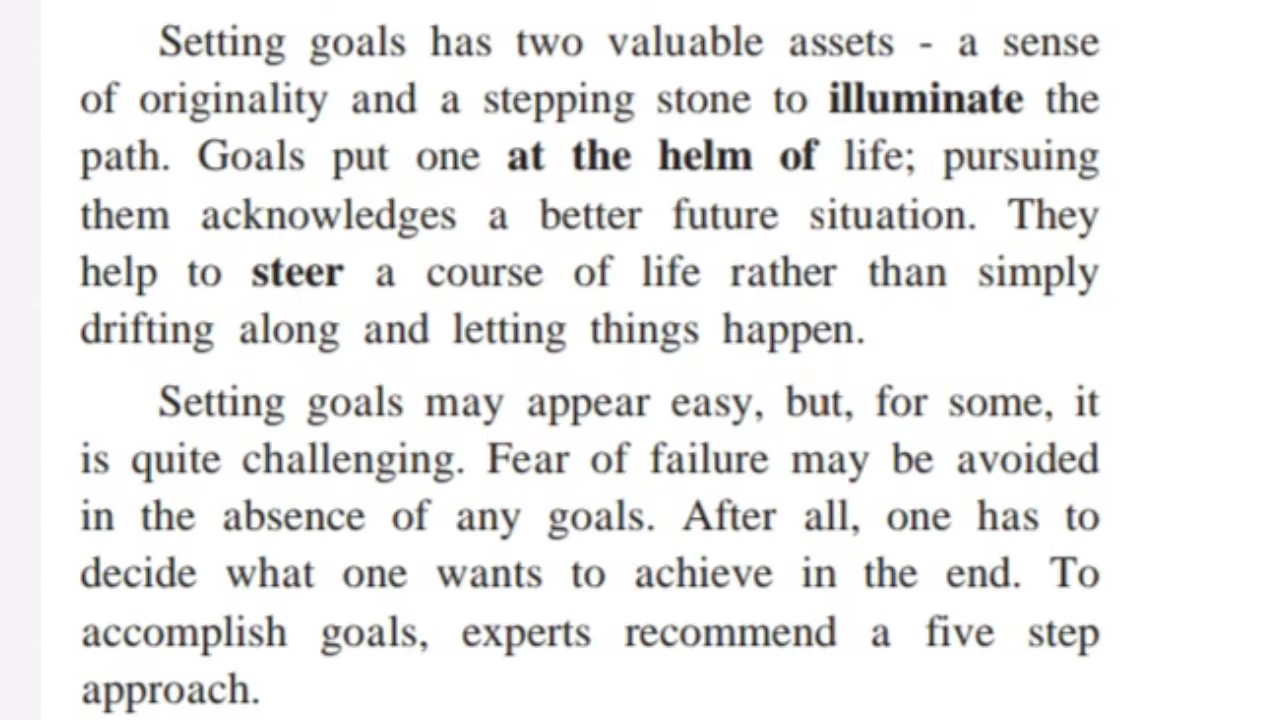 Setting goals has two valuable assets - a sense
of originality and a stepping stone to illuminate the
path. Goals put one at the helm of life; pursuing
them acknowledges a better future situation. They
help to steer a course of life rather than simply
drifting along and letting things happen.
Setting goals may appear easy, but, for some, it
is quite challenging. Fear of failure may be avoided
in the absence of any goals. After all, one has to
decide what one wants to achieve in the end. To
accomplish goals, experts recommend a five step
approach.